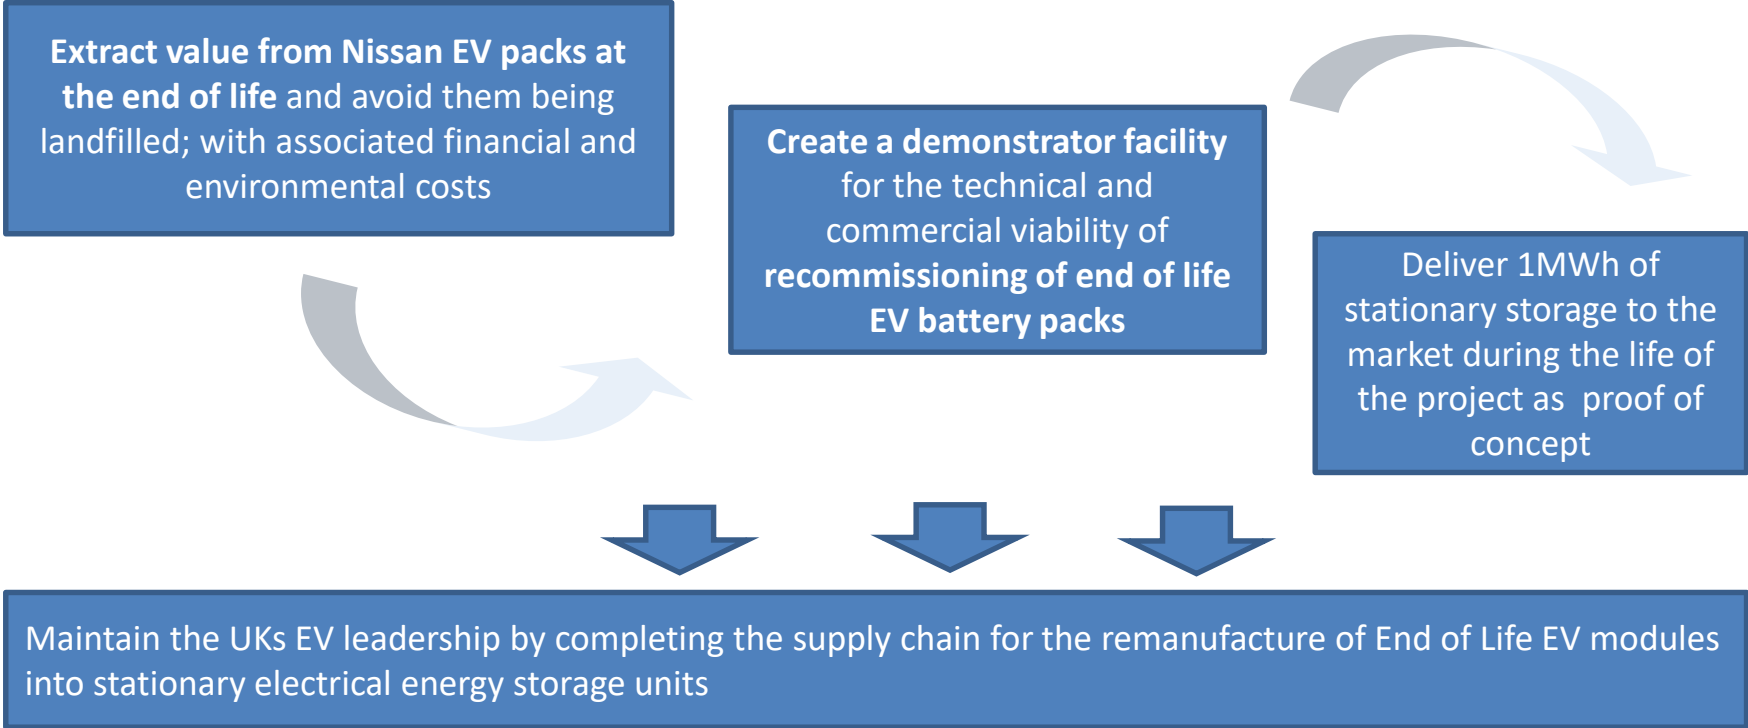 Extract value from Nissan EV packs at
the end of life and avoid them being
landfilled; with associated financial and
environmental costs
Create a demonstrator facility
for the technical and
commercial viability of
recommissioning of end of life
EV battery packs
Deliver 1MWh of
stationary storage to the
market during the life of
the project as  proof of
concept
Maintain the UKs EV leadership by completing the supply chain for the remanufacture of End of Life EV modules
into stationary electrical energy storage units